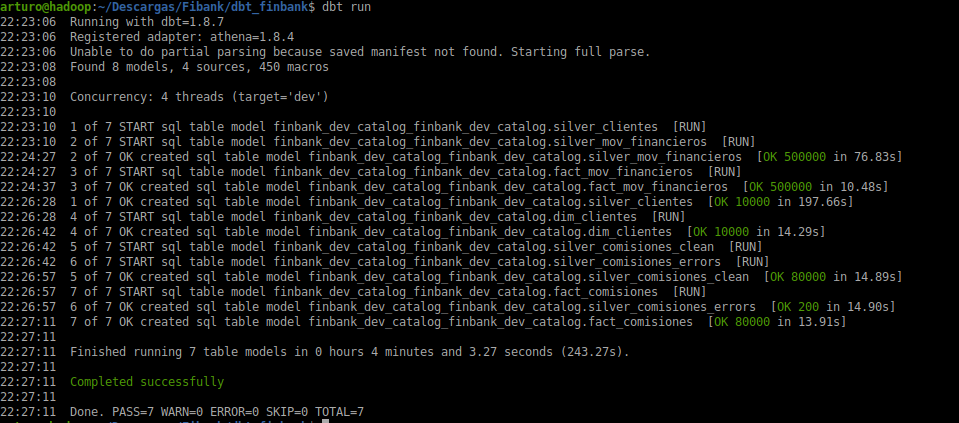 arturo@hadoop:~/Descargas/Fibank/dbt_finbank$ dbt run
22:23:06  Running with dbt=1.8.7
22:23:06  Registered adapter: athena=1.8.4
22:23:06  Unable to do partial parsing because saved manifest not found. Starting full parse.
22:23:08  Found 8 models, 4 sources, 450 macros
22:23:08
22:23:10  Concurrency: 4 threads (target='dev')
22:23:10
22:23:10  1 of 7 START sql table model finbank_dev_catalog_finbank_dev_catalog.silver_clientes  [RUN]
22:23:10  2 of 7 START sql table model finbank_dev_catalog_finbank_dev_catalog.silver_mov_financieros  [RUN]
22:24:27  2 of 7 OK created sql table model finbank_dev_catalog_finbank_dev_catalog.silver_mov_financieros  [OK 500000 in 76.83s]
22:24:27  3 of 7 START sql table model finbank_dev_catalog_finbank_dev_catalog.fact_mov_financieros  [RUN]
22:24:37  3 of 7 OK created sql table model finbank_dev_catalog_finbank_dev_catalog.fact_mov_financieros  [OK 500000 in 10.48s]
22:26:28  1 of 7 OK created sql table model finbank_dev_catalog_finbank_dev_catalog.silver_clientes  [OK 10000 in 197.66s]
22:26:28  4 of 7 START sql table model finbank_dev_catalog_finbank_dev_catalog.dim_clientes  [RUN]
22:26:42  4 of 7 OK created sql table model finbank_dev_catalog_finbank_dev_catalog.dim_clientes  [OK 10000 in 14.29s]
22:26:42  5 of 7 START sql table model finbank_dev_catalog_finbank_dev_catalog.silver_comisiones_clean  [RUN]
22:26:42  6 of 7 START sql table model finbank_dev_catalog_finbank_dev_catalog.silver_comisiones_errors  [RUN]
22:26:57  5 of 7 OK created sql table model finbank_dev_catalog_finbank_dev_catalog.silver_comisiones_clean  [OK 80000 in 14.89s]
22:26:57  7 of 7 START sql table model finbank_dev_catalog_finbank_dev_catalog.fact_comisiones  [RUN]
22:26:57  6 of 7 OK created sql table model finbank_dev_catalog_finbank_dev_catalog.silver_comisiones_errors  [OK 200 in 14.90s]
22:27:11  7 of 7 OK created sql table model finbank_dev_catalog_finbank_dev_catalog.fact_comisiones  [OK 80000 in 13.91s]
22:27:11
22:27:11  Finished running 7 table models in 0 hours 4 minutes and 3.27 seconds (243.27s).
22:27:11
22:27:11  Completed successfully
22:27:11
22:27:11  Done. PASS=7 WARN=0 ERROR=0 SKIP=0 TOTAL=7